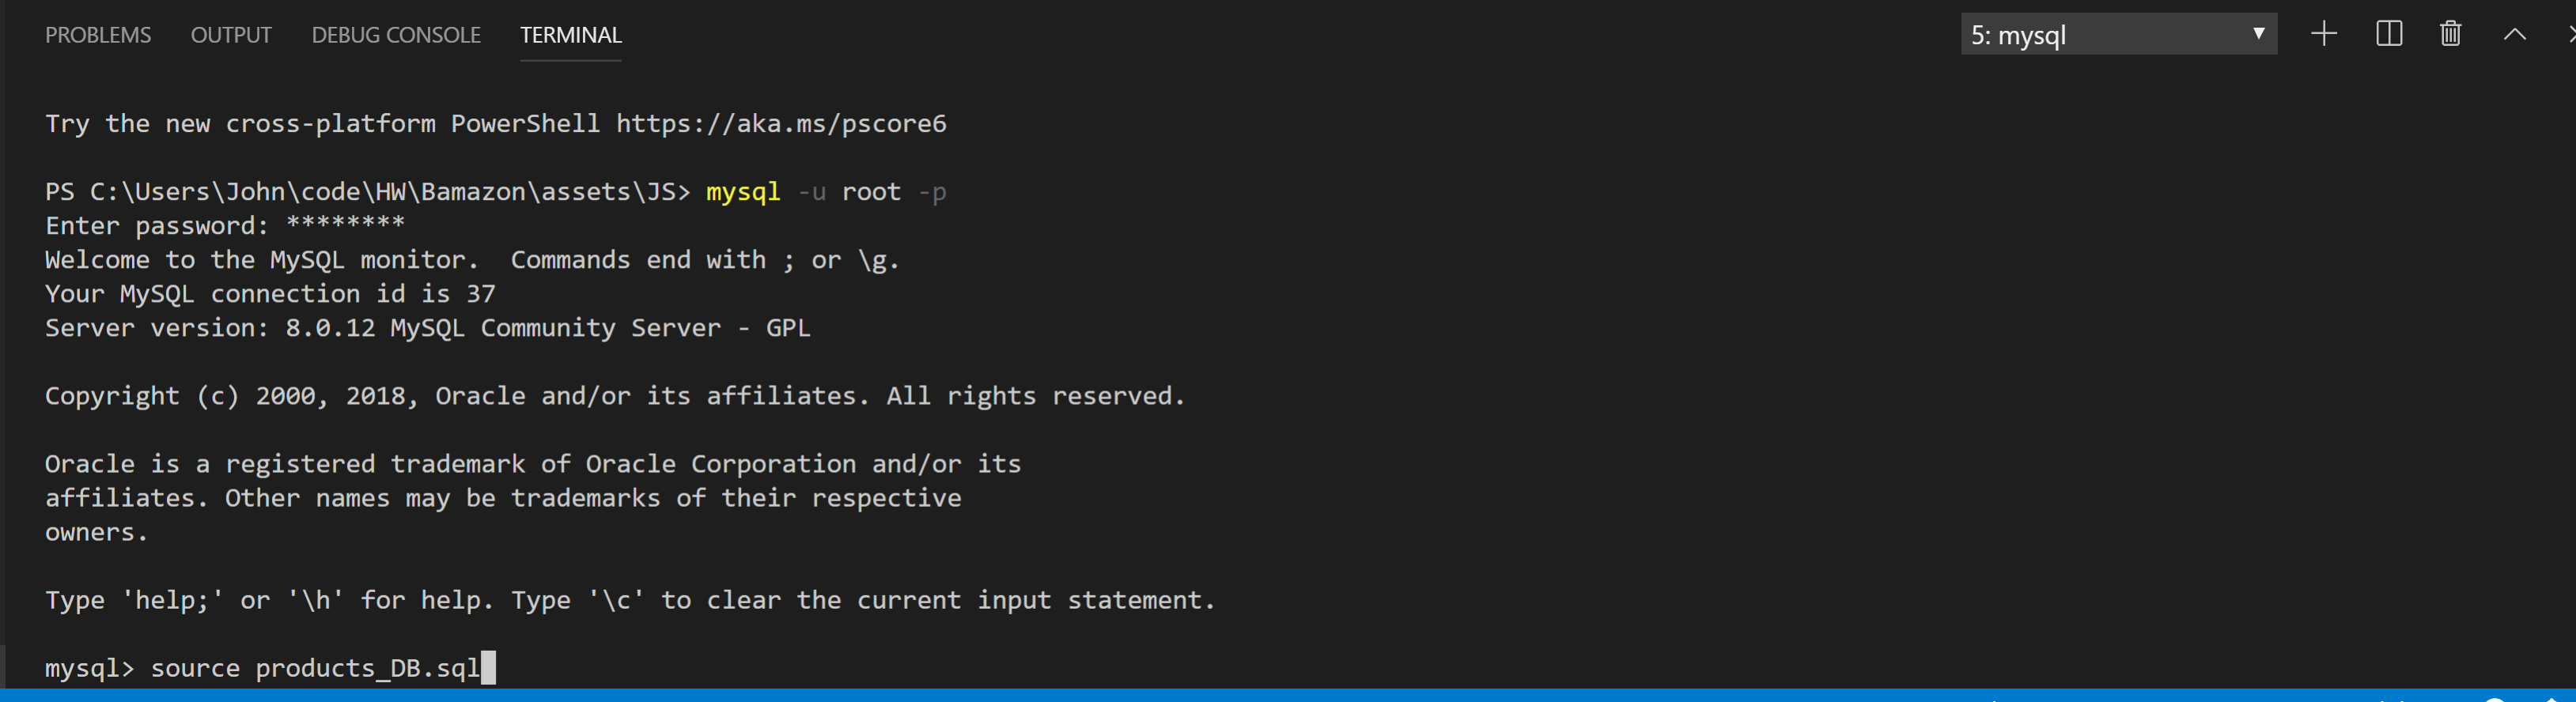 PROBLEMS OUTPUT DEBUG CONSOLE TERMINAL 5: mysql
Try the new cross-platform PowerShell https://aka.ms/pscore6
PS C:\Users\John\code\HW\Bamazon\assets\JS> mysql -u root -p
Enter password: ********
Welcome to the MySQL monitor.  Commands end with ; or \g.
Your MySQL connection id is 37
Server version: 8.0.12 MySQL Community Server - GPL
Copyright (c) 2000, 2018, Oracle and/or its affiliates. All rights reserved.
Oracle is a registered trademark of Oracle Corporation and/or its
affiliates. Other names may be trademarks of their respective
owners.
Type 'help;' or '\h' for help. Type '\c' to clear the current input statement.
mysql> source products_DB.sql